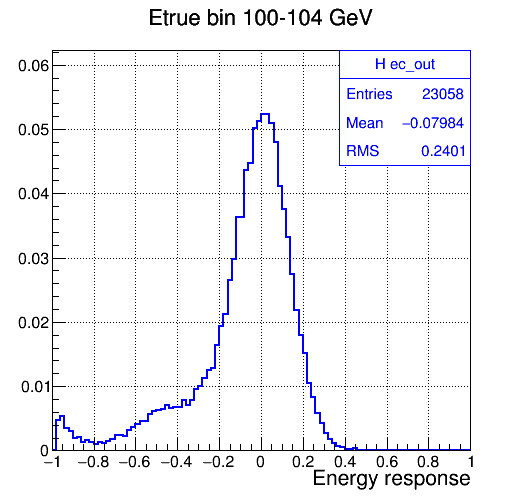 Etrue bin 100-104 GeV
H ec_out
Entries 23058
Mean −0.07984
RMS 0.2401
0.06
0.05
0.04
0.03
0.02
0.01
0
−1 −0.8 −0.6 −0.4 −0.2 0 0.2 0.4 0.6 0.8 1
Energy response